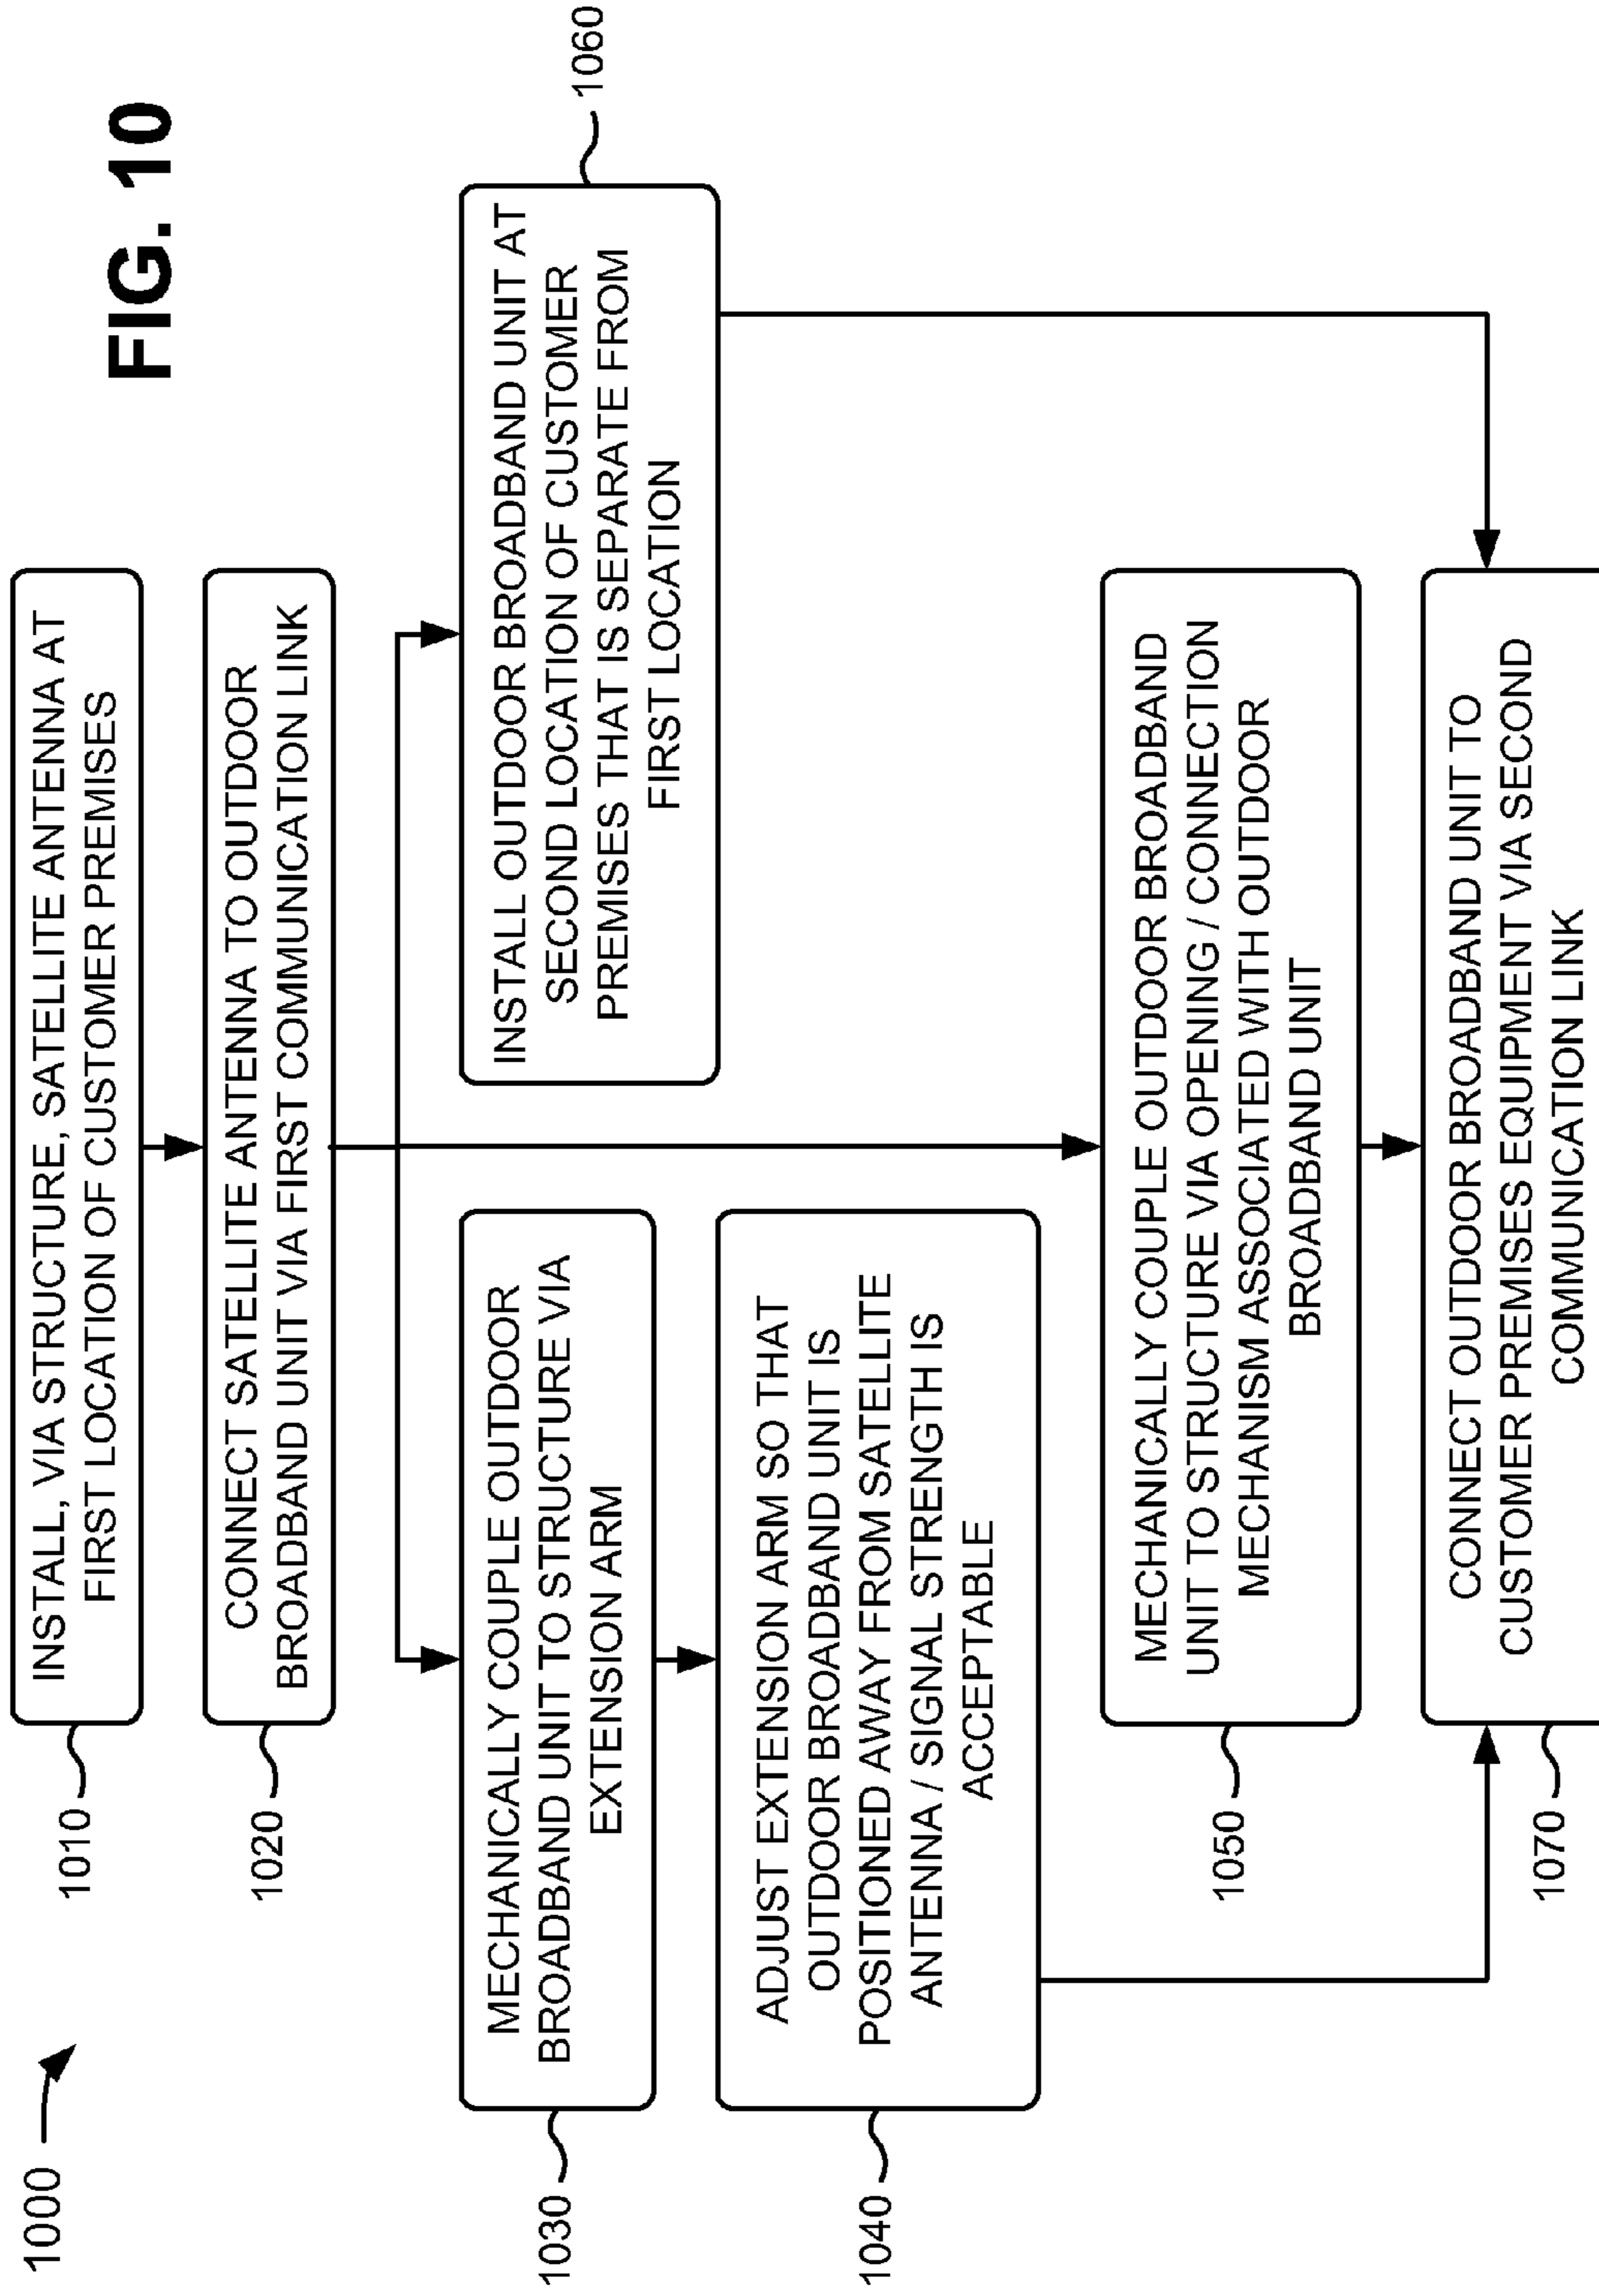 FIG. 10
1000
INSTALL, VIA STRUCTURE, SATELLITE ANTENNA AT
FIRST LOCATION OF CUSTOMER PREMISES
1010
CONNECT SATELLITE ANTENNA TO OUTDOOR
BROADBAND UNIT VIA FIRST COMMUNICATION LINK
1020
MECHANICALLY COUPLE OUTDOOR
BROADBAND UNIT TO STRUCTURE VIA
EXTENSION ARM
1030
ADJUST EXTENSION ARM SO THAT
OUTDOOR BROADBAND UNIT IS
POSITIONED AWAY FROM SATELLITE
ANTENNA / SIGNAL STRENGTH IS
ACCEPTABLE
1040
INSTALL OUTDOOR BROADBAND UNIT AT
SECOND LOCATION OF CUSTOMER
PREMISES THAT IS SEPARATE FROM
FIRST LOCATION
1060
MECHANICALLY COUPLE OUTDOOR BROADBAND
UNIT TO STRUCTURE VIA OPENING / CONNECTION
MECHANISM ASSOCIATED WITH OUTDOOR
BROADBAND UNIT
1050
CONNECT OUTDOOR BROADBAND UNIT TO
CUSTOMER PREMISES EQUIPMENT VIA SECOND
COMMUNICATION LINK
1070